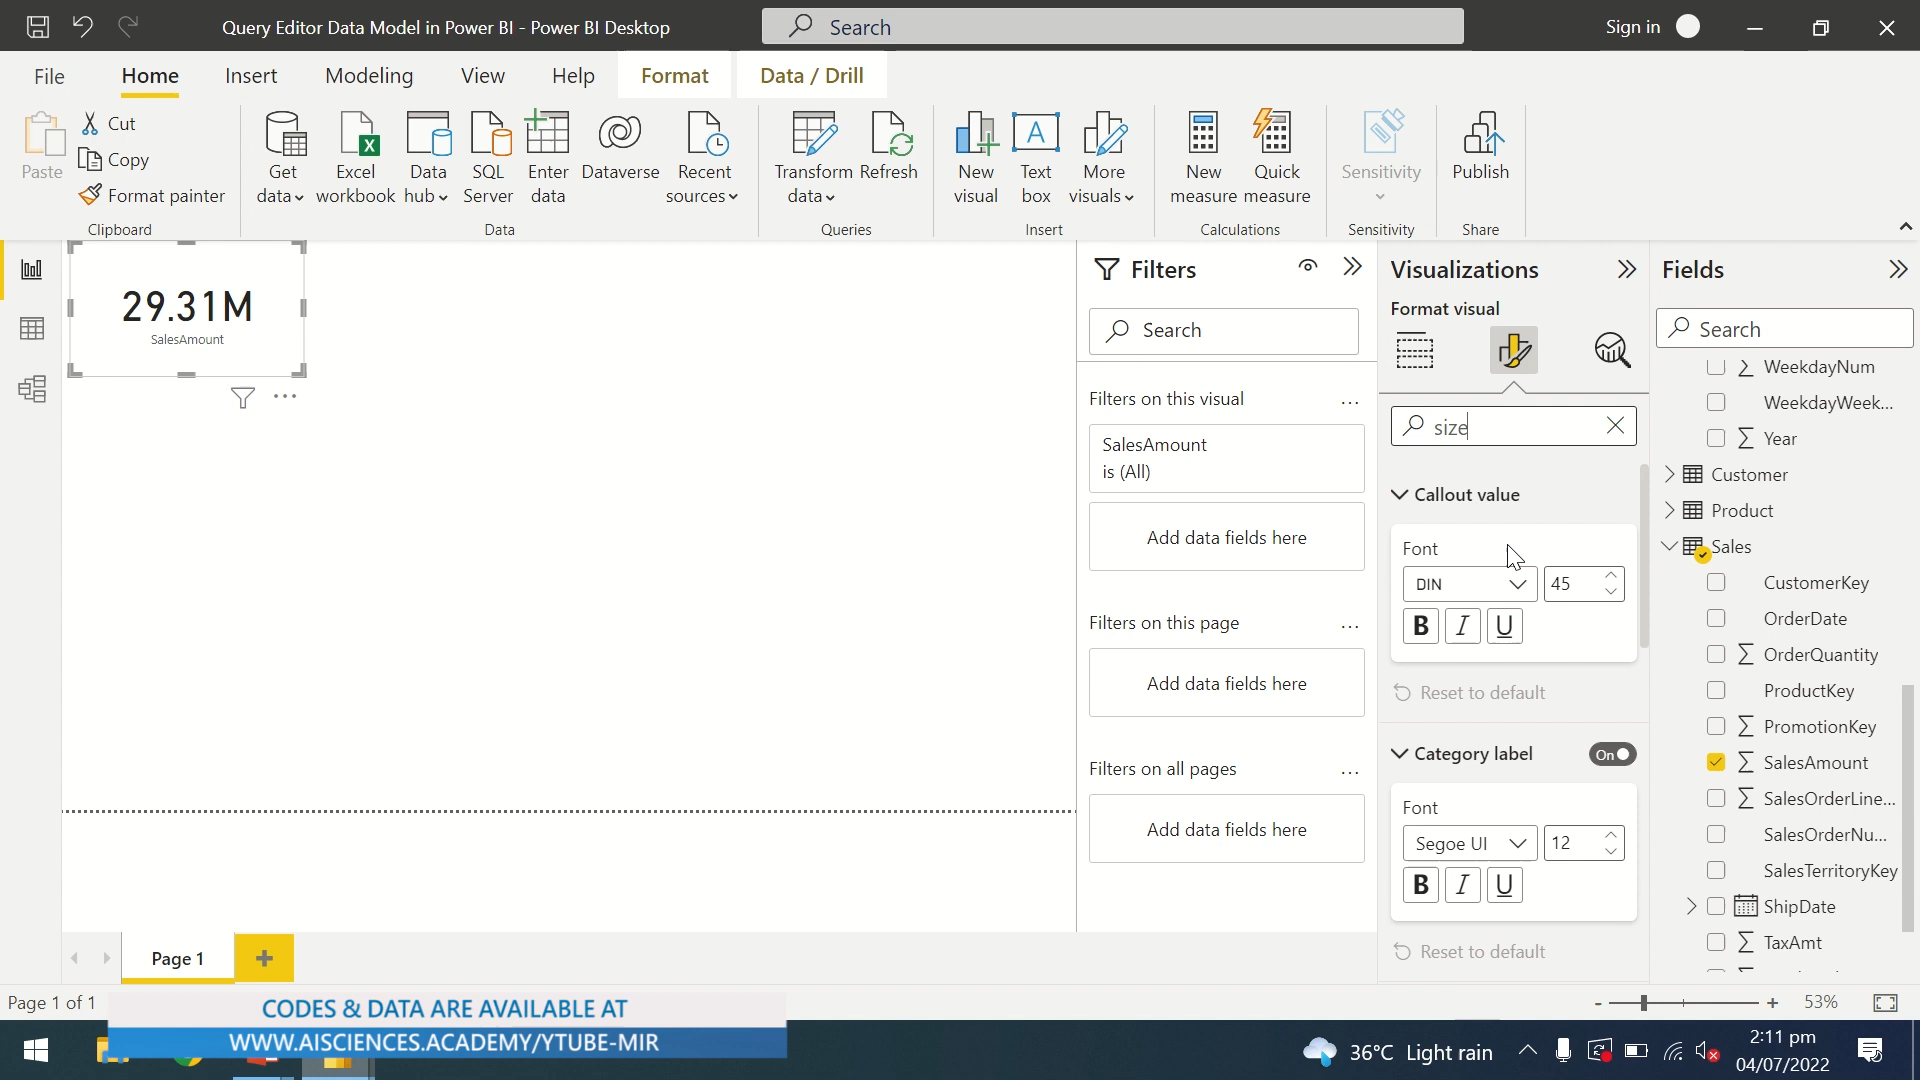 Query Editor Data Model in Power BI - Power BI Desktop
Search
Sign in
File
Home
Insert
Modeling
View
Help
Format
Data / Drill
Paste
Cut
Copy
Format painter
Clipboard
Get data
Excel workbook
Data hub
SQL Server
Enter data
Dataverse
Recent sources
Data
Transform data
Refresh
Queries
New visual
Text box
More visuals
Insert
New measure
Quick measure
Calculations
Sensitivity
Sensitivity
Publish
Share
29.31M
SalesAmount
Filters
Search
Filters on this visual
...
SalesAmount
is (All)
Add data fields here
Filters on this page
...
Add data fields here
Filters on all pages
...
Add data fields here
Visualizations
Format visual
size
Callout value
Font
DIN
45
B I U
Reset to default
Category label
On
Font
Segoe UI
12
B I U
Reset to default
Fields
Search
WeekdayNum
WeekdayWeek...
Year
Customer
Product
Sales
CustomerKey
OrderDate
OrderQuantity
ProductKey
PromotionKey
SalesAmount
SalesOrderLine...
SalesOrderNu...
SalesTerritoryKey
ShipDate
TaxAmt
Page 1
Page 1 of 1
53%
CODES & DATA ARE AVAILABLE AT
WWW.AISCIENCES.ACADEMY/YTUBE-MIR
36°C Light rain
2:11 pm
04/07/2022